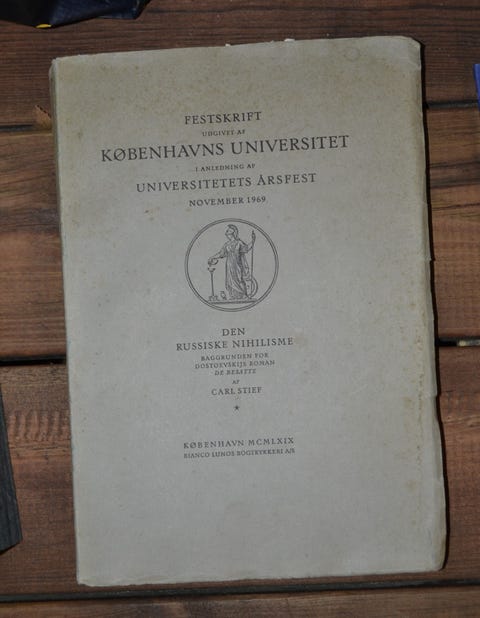 FESTSKRIFT
UDGIVET AF
KØBENHAVNS UNIVERSITET
I ANLEDNING AF
UNIVERSITETETS ÅRSFEST
NOVEMBER 1969
DEN
RUSSISKE NIHILISME
BAGGRUNDEN FOR
DOSTOEVSKIJS ROMAN
DE BESATTE
AF
CARL STIEF
KØBENHAVN MCMLXIX
BIANCO LUNOS BOGTRYKKERI A/S